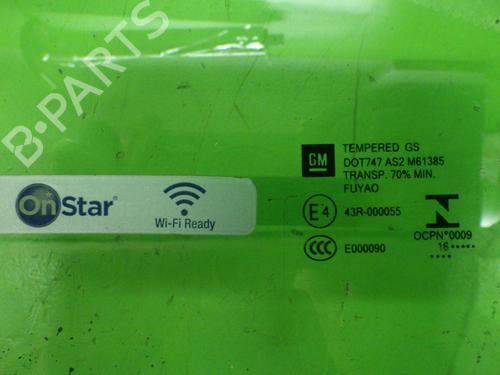 B-PARTS
OnStar®
Wi-Fi Ready
GM
TEMPERED GS
DOT747 AS2 M61385
TRANSP. 70% MIN.
FUYAO
E4
43R-000055
CCC
E000090
N
OCPN°0009
16•••••
••••